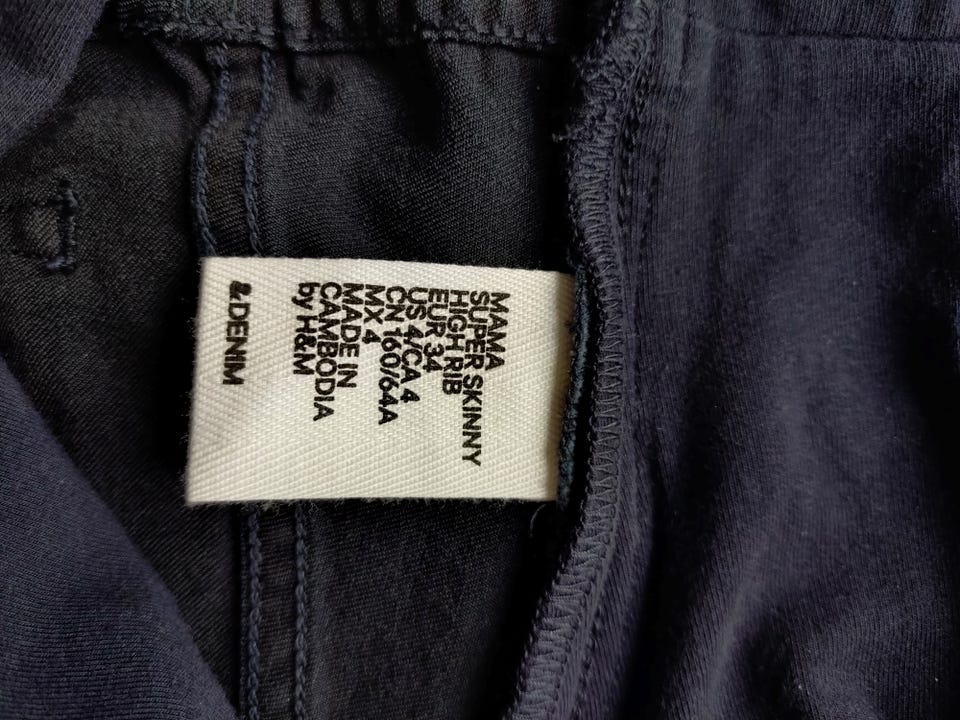 MAMA
SUPER SKINNY
HIGH RIB
EUR 34
US 4/CA 4
CN 160/64A
MX 4
MADE IN
CAMBODIA
by H&M
&DENIM